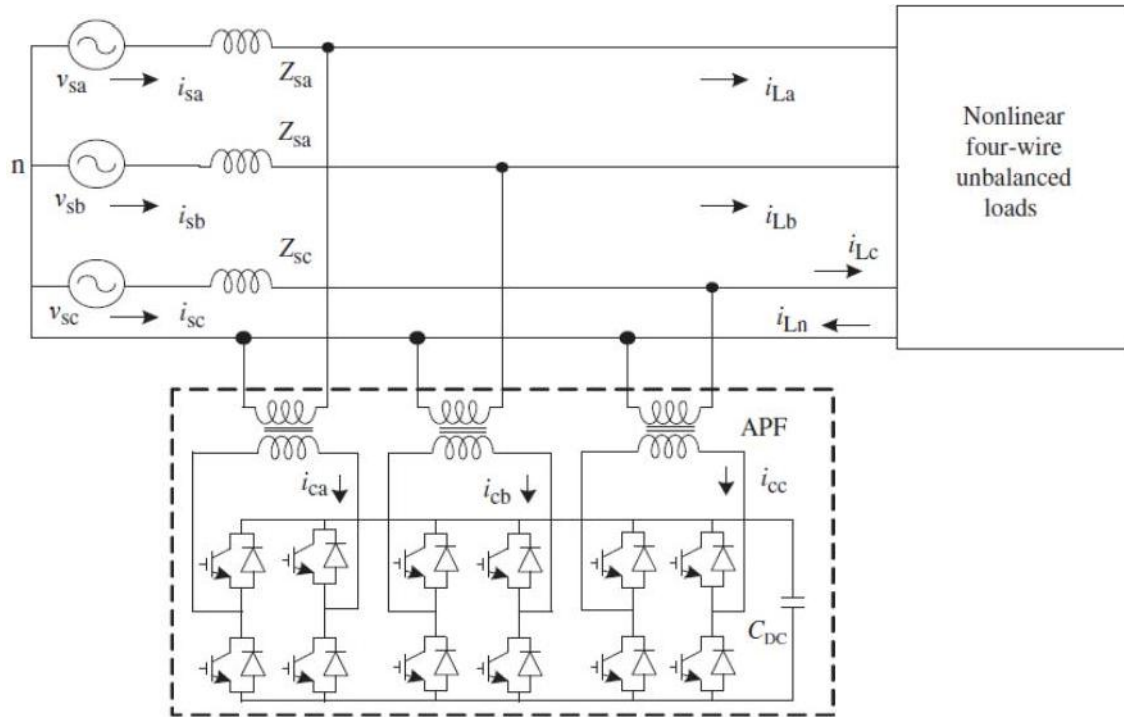 v_sa
i_sa
Z_sa
i_La
Nonlinear
four-wire
unbalanced
loads
n
Z_sa
v_sb
i_sb
i_Lb
Z_sc
i_Lc
v_sc
i_sc
i_Ln
APF
i_ca
i_cb
i_cc
C_DC